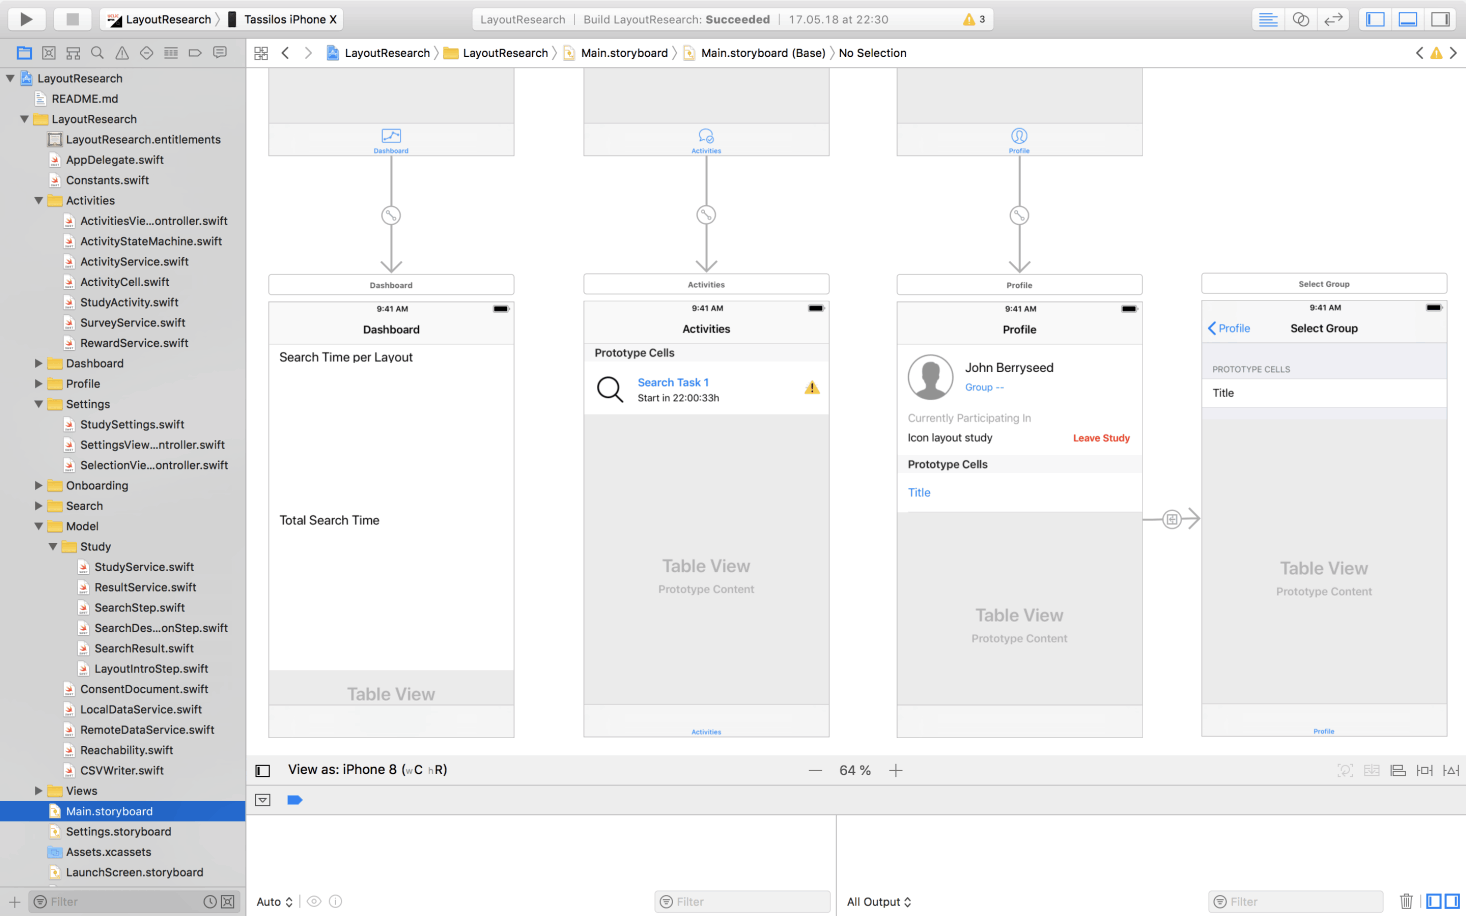 LayoutResearch Tassilos iPhone X
LayoutResearch | Build LayoutResearch: Succeeded | 17.05.18 at 22:30 3
LayoutResearch LayoutResearch Main.storyboard Main.storyboard (Base) No Selection
LayoutResearch
README.md
LayoutResearch
LayoutResearch.entitlements
AppDelegate.swift
Constants.swift
Activities
ActivitiesVie...ontroller.swift
ActivityStateMachine.swift
ActivityService.swift
ActivityCell.swift
StudyActivity.swift
SurveyService.swift
RewardService.swift
Dashboard
Profile
Settings
StudySettings.swift
SettingsView...ntroller.swift
SelectionVie...ontroller.swift
Onboarding
Search
Model
Study
StudyService.swift
ResultService.swift
SearchStep.swift
SearchDes...onStep.swift
SearchResult.swift
LayoutIntroStep.swift
ConsentDocument.swift
LocalDataService.swift
RemoteDataService.swift
Reachability.swift
CSVWriter.swift
Views
Main.storyboard
Settings.storyboard
Assets.xcassets
LaunchScreen.storyboard
Filter
Dashboard
Activities
Profile
Dashboard
9:41 AM
Dashboard
Search Time per Layout
Total Search Time
Table View
Activities
9:41 AM
Activities
Prototype Cells
Search Task 1
Start in 22:00:33h
Table View
Prototype Content
Activities
Profile
9:41 AM
Profile
John Berryseed
Group --
Currently Participating In
Icon layout study Leave Study
Prototype Cells
Title
Table View
Prototype Content
Select Group
9:41 AM
Profile Select Group
PROTOTYPE CELLS
Title
Table View
Prototype Content
Profile
View as: iPhone 8 (wC hR) — 64 % +
Auto Filter All Output Filter